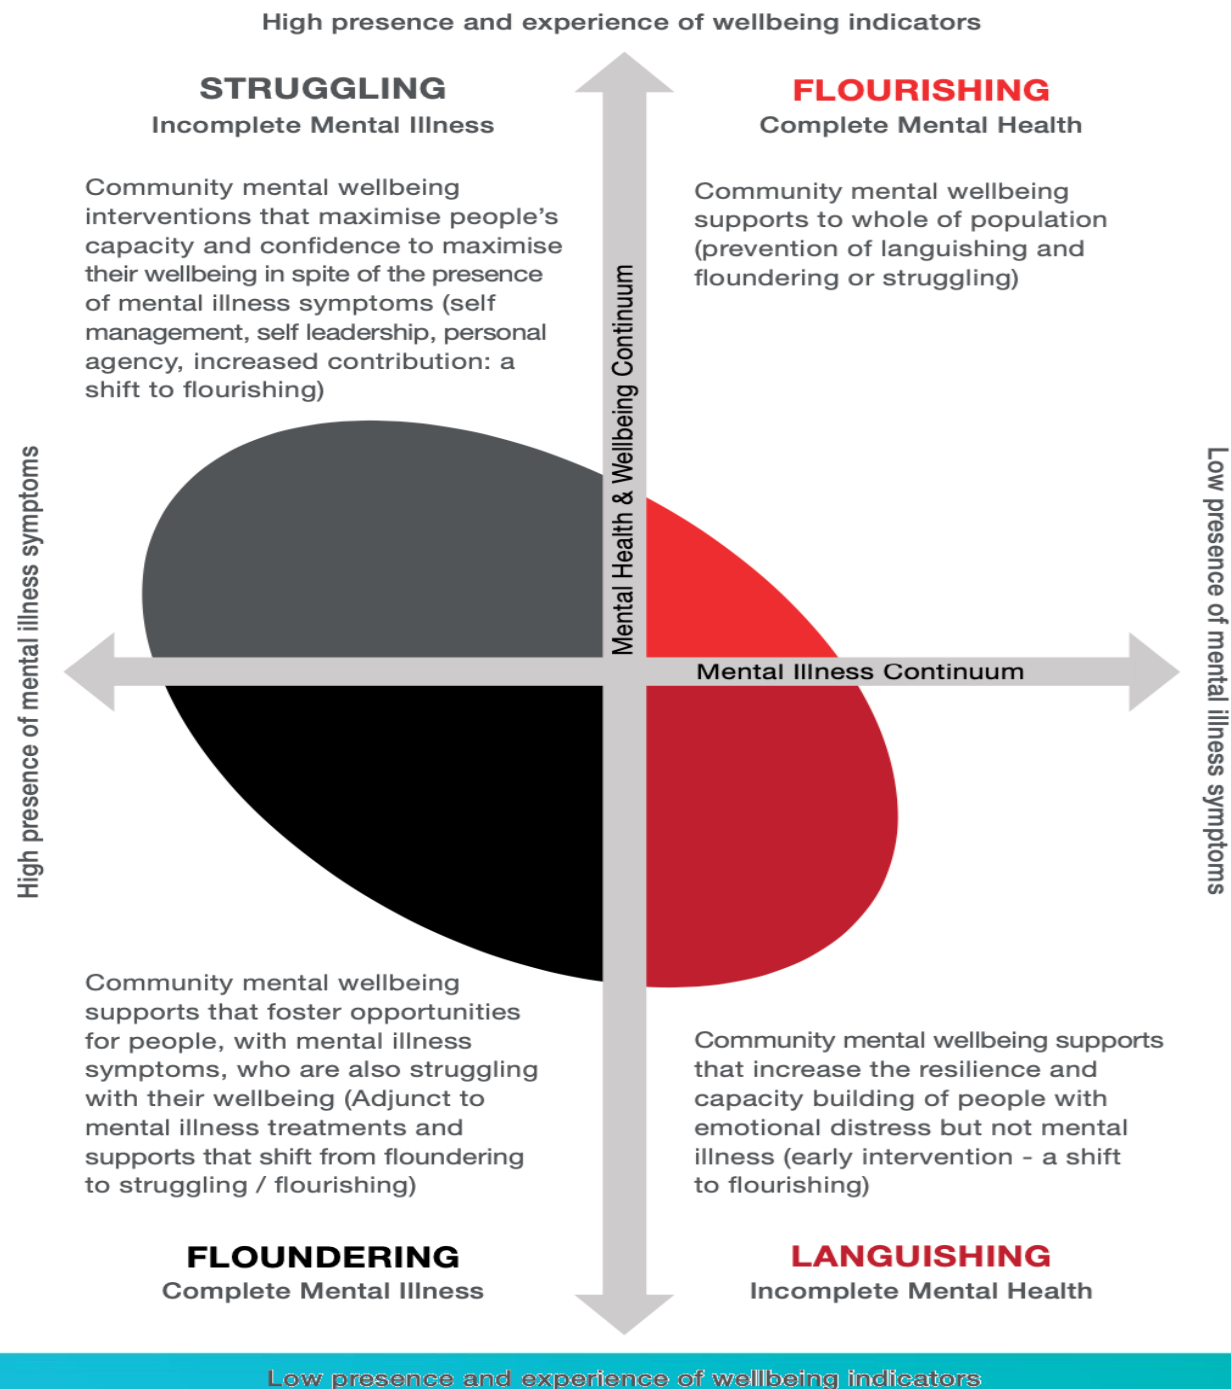 High presence and experience of wellbeing indicators
STRUGGLING
Incomplete Mental Illness
Community mental wellbeing
interventions that maximise people's
capacity and confidence to maximise
their wellbeing in spite of the presence
of mental illness symptoms (self
management, self leadership, personal
agency, increased contribution: a
shift to flourishing)
FLOURISHING
Complete Mental Health
Community mental wellbeing
supports to whole of population
(prevention of languishing and
floundering or struggling)
Mental Health & Wellbeing Continuum
High presence of mental illness symptoms
Mental Illness Continuum
Low presence of mental illness symptoms
Community mental wellbeing
supports that foster opportunities
for people, with mental illness
symptoms, who are also struggling
with their wellbeing (Adjunct to
mental illness treatments and
supports that shift from floundering
to struggling / flourishing)
FLOUNDERING
Complete Mental Illness
Community mental wellbeing supports
that increase the resilience and
capacity building of people with
emotional distress but not mental
illness (early intervention - a shift
to flourishing)
LANGUISHING
Incomplete Mental Health
Low presence and experience of wellbeing indicators